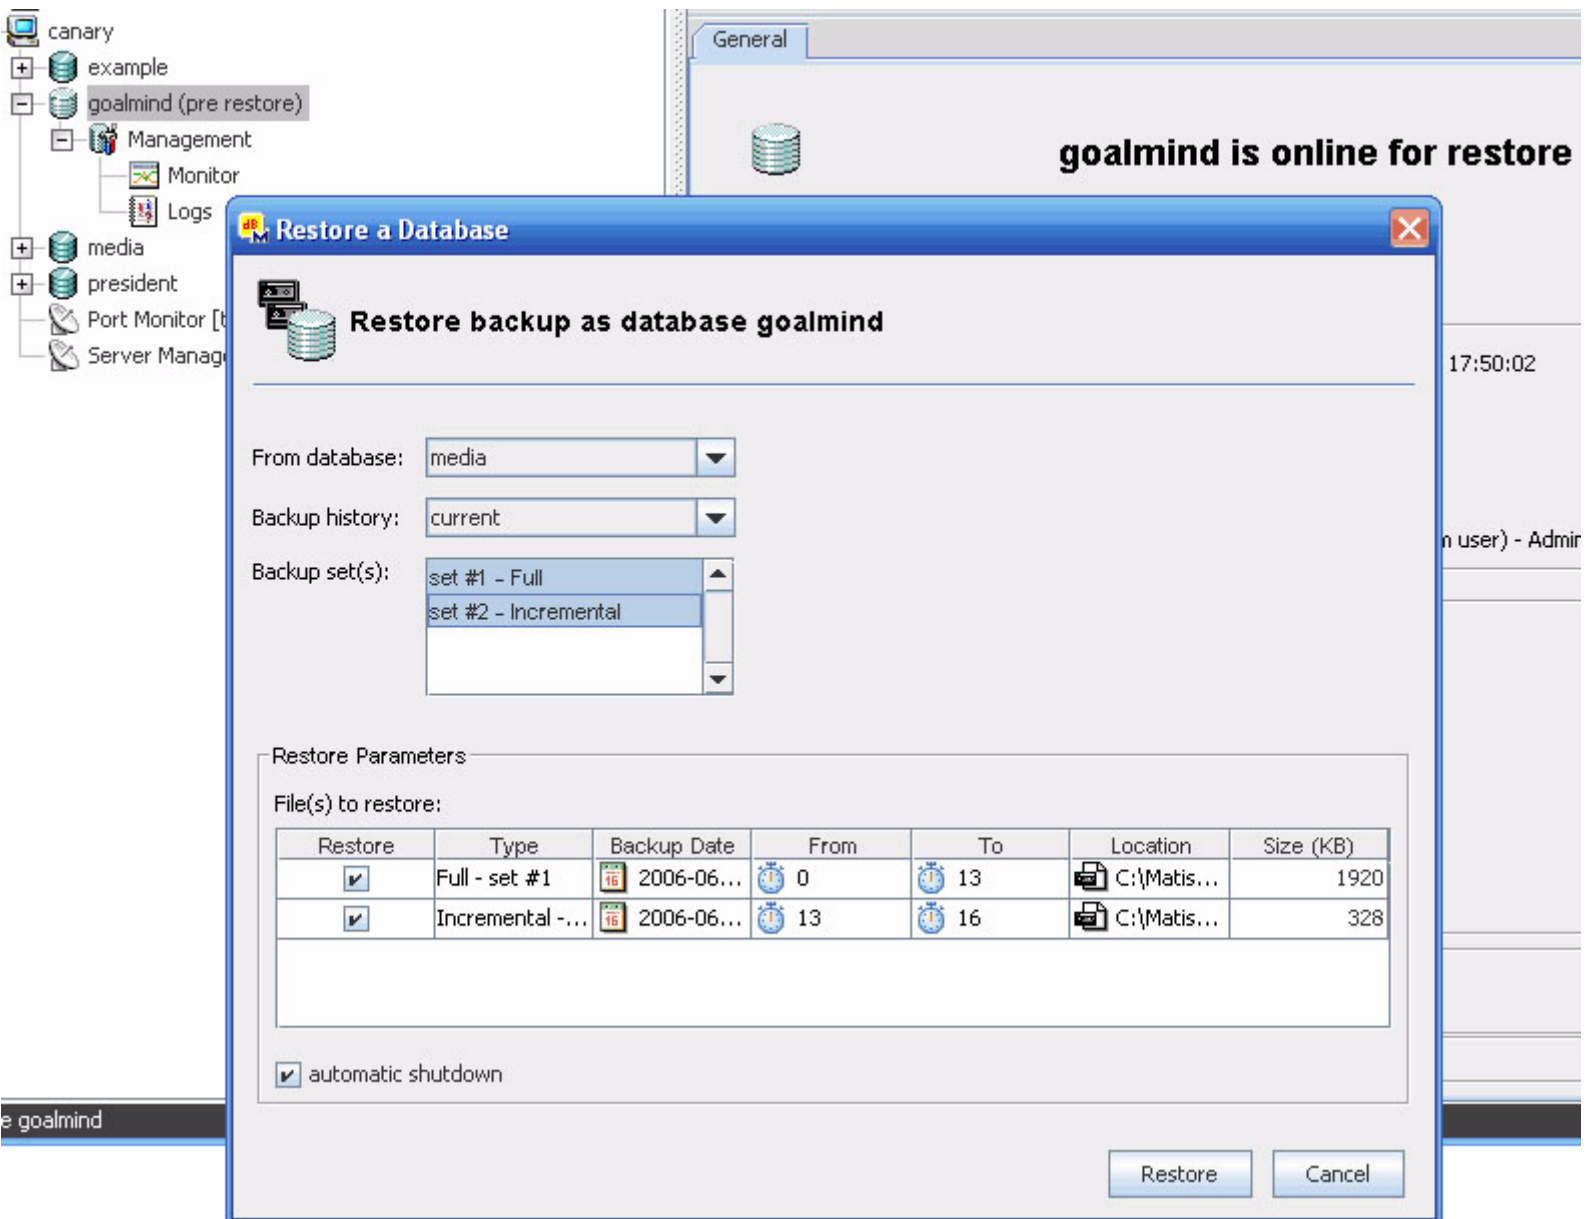 canary
example
goalmind (pre restore)
Management
Monitor
Logs
media
president
Port Monitor [t
Server Manag
General
goalmind is online for restore
Restore a Database
Restore backup as database goalmind
17:50:02
From database: media
Backup history: current
m user) - Admin
Backup set(s): set #1 - Full
set #2 - Incremental
Restore Parameters
File(s) to restore:
Restore Type Backup Date From To Location Size (KB)
Full - set #1 2006-06... 0 13 C:\Matis... 1920
Incremental -... 2006-06... 13 16 C:\Matis... 328
automatic shutdown
e goalmind
Restore Cancel